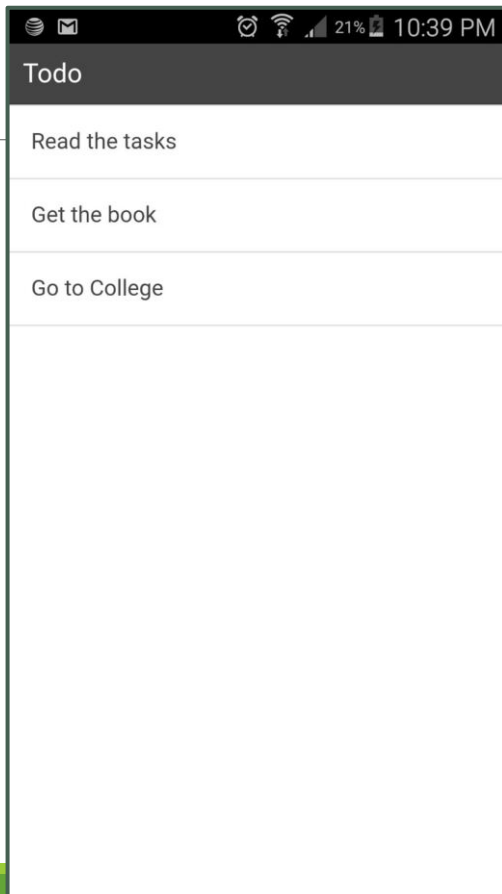 21% 10:39 PM
Todo
Read the tasks
Get the book
Go to College